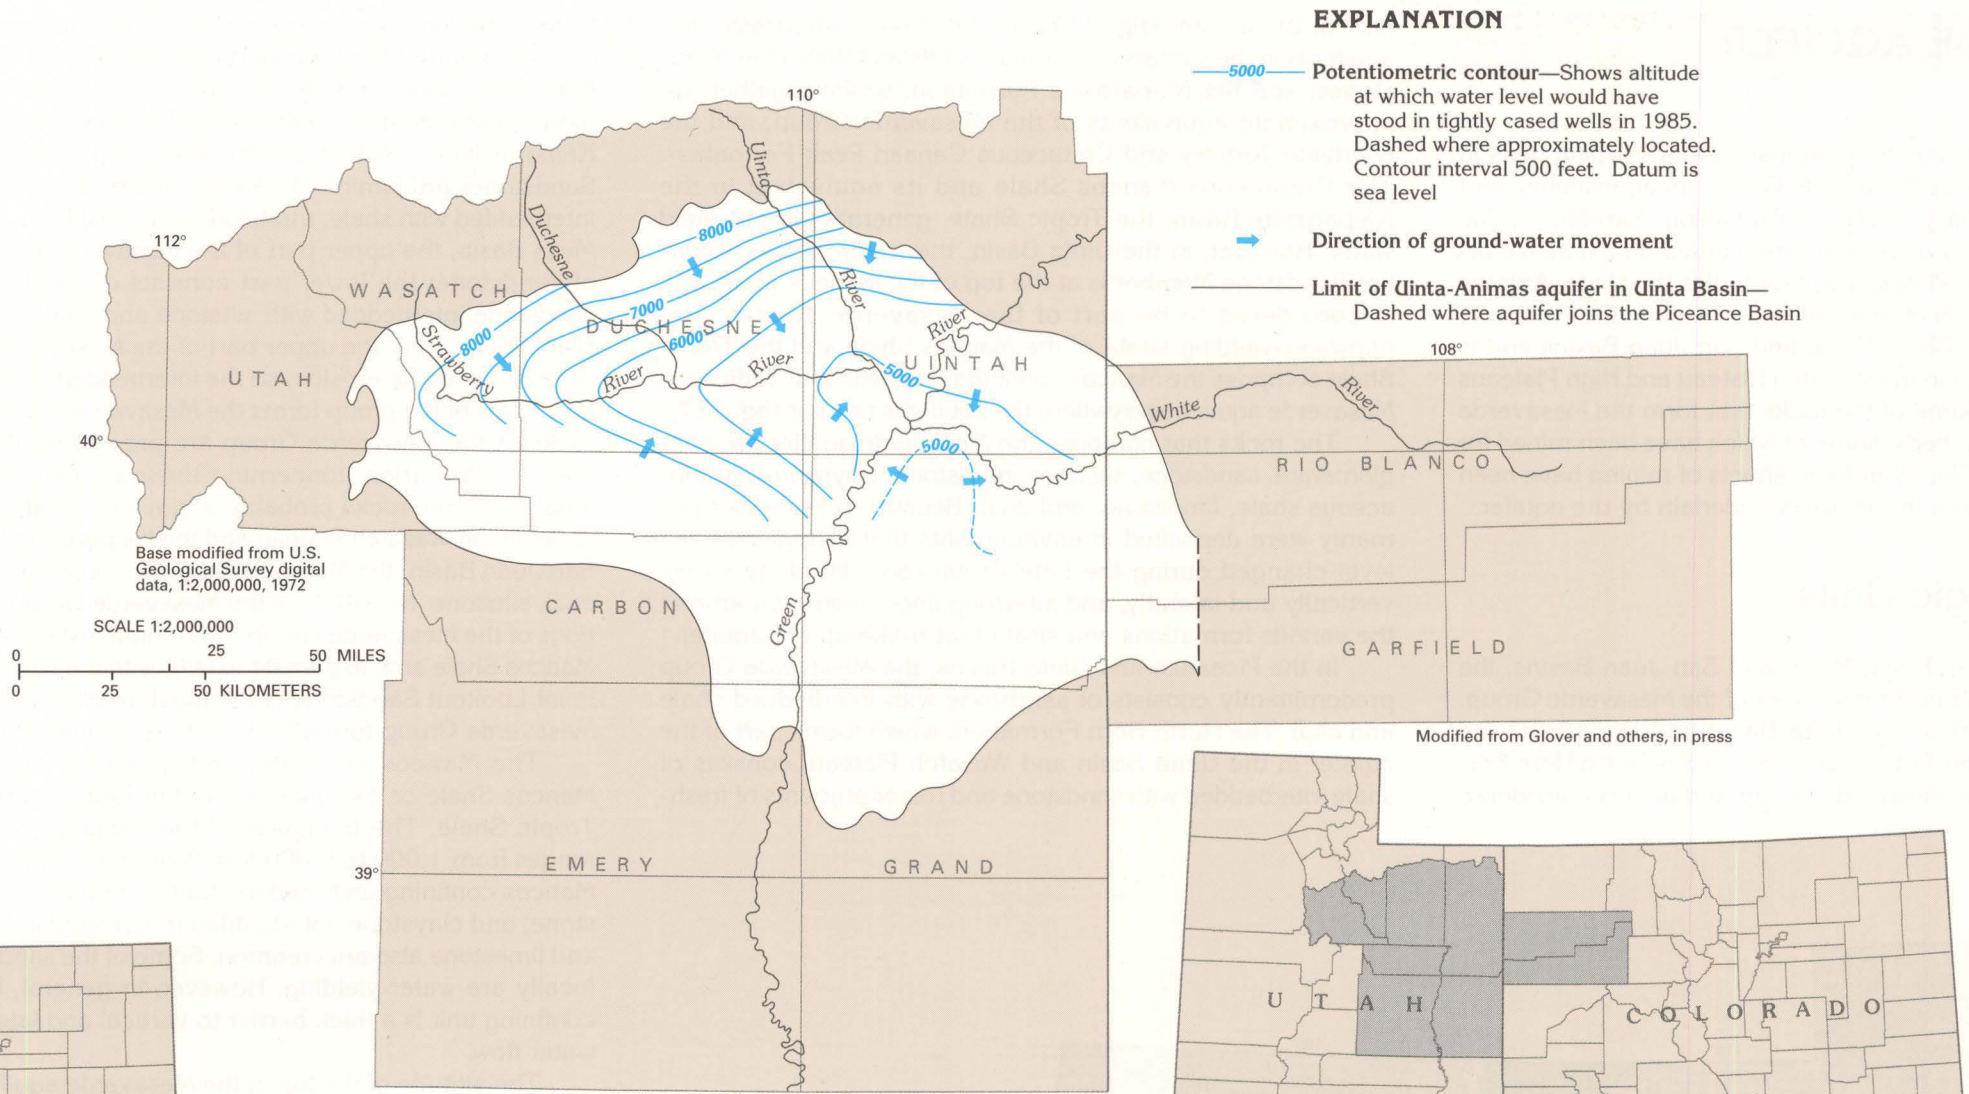 EXPLANATION
5000
Potentiometric contour—Shows altitude
at which water level would have
stood in tightly cased wells in 1985.
Dashed where approximately located.
Contour interval 500 feet. Datum is
sea level
Direction of ground-water movement
Limit of Uinta-Animas aquifer in Uinta Basin—
Dashed where aquifer joins the Piceance Basin
110°
112°
108°
40°
39°
Uinta
River
Duchesne
River
8000
7000
6000
8000
5000
5000
WASATCH
DUCHESNE
UTAH
UINTAH
Strawberry
River
River
White
River
Green
RIO BLANCO
GARFIELD
CARBON
EMERY
GRAND
Base modified from U.S.
Geological Survey digital
data, 1:2,000,000, 1972
SCALE 1:2,000,000
0 25 50 MILES
0 25 50 KILOMETERS
Modified from Glover and others, in press
UTAH
COLORADO